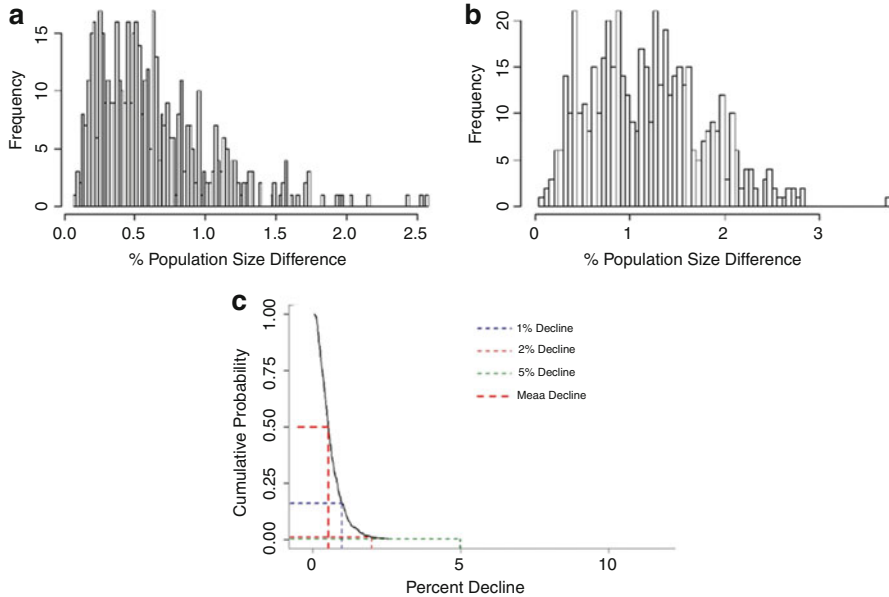 a
Frequency
15
10
5
0
0.0 0.5 1.0 1.5 2.0 2.5
% Population Size Difference
b
Frequency
20
15
10
5
0
0 1 2 3
% Population Size Difference
c
Cumulative Probability
1.00
0.75
0.50
0.25
0.00
0 5 10
Percent Decline
1% Decline
2% Decline
5% Decline
Meaa Decline